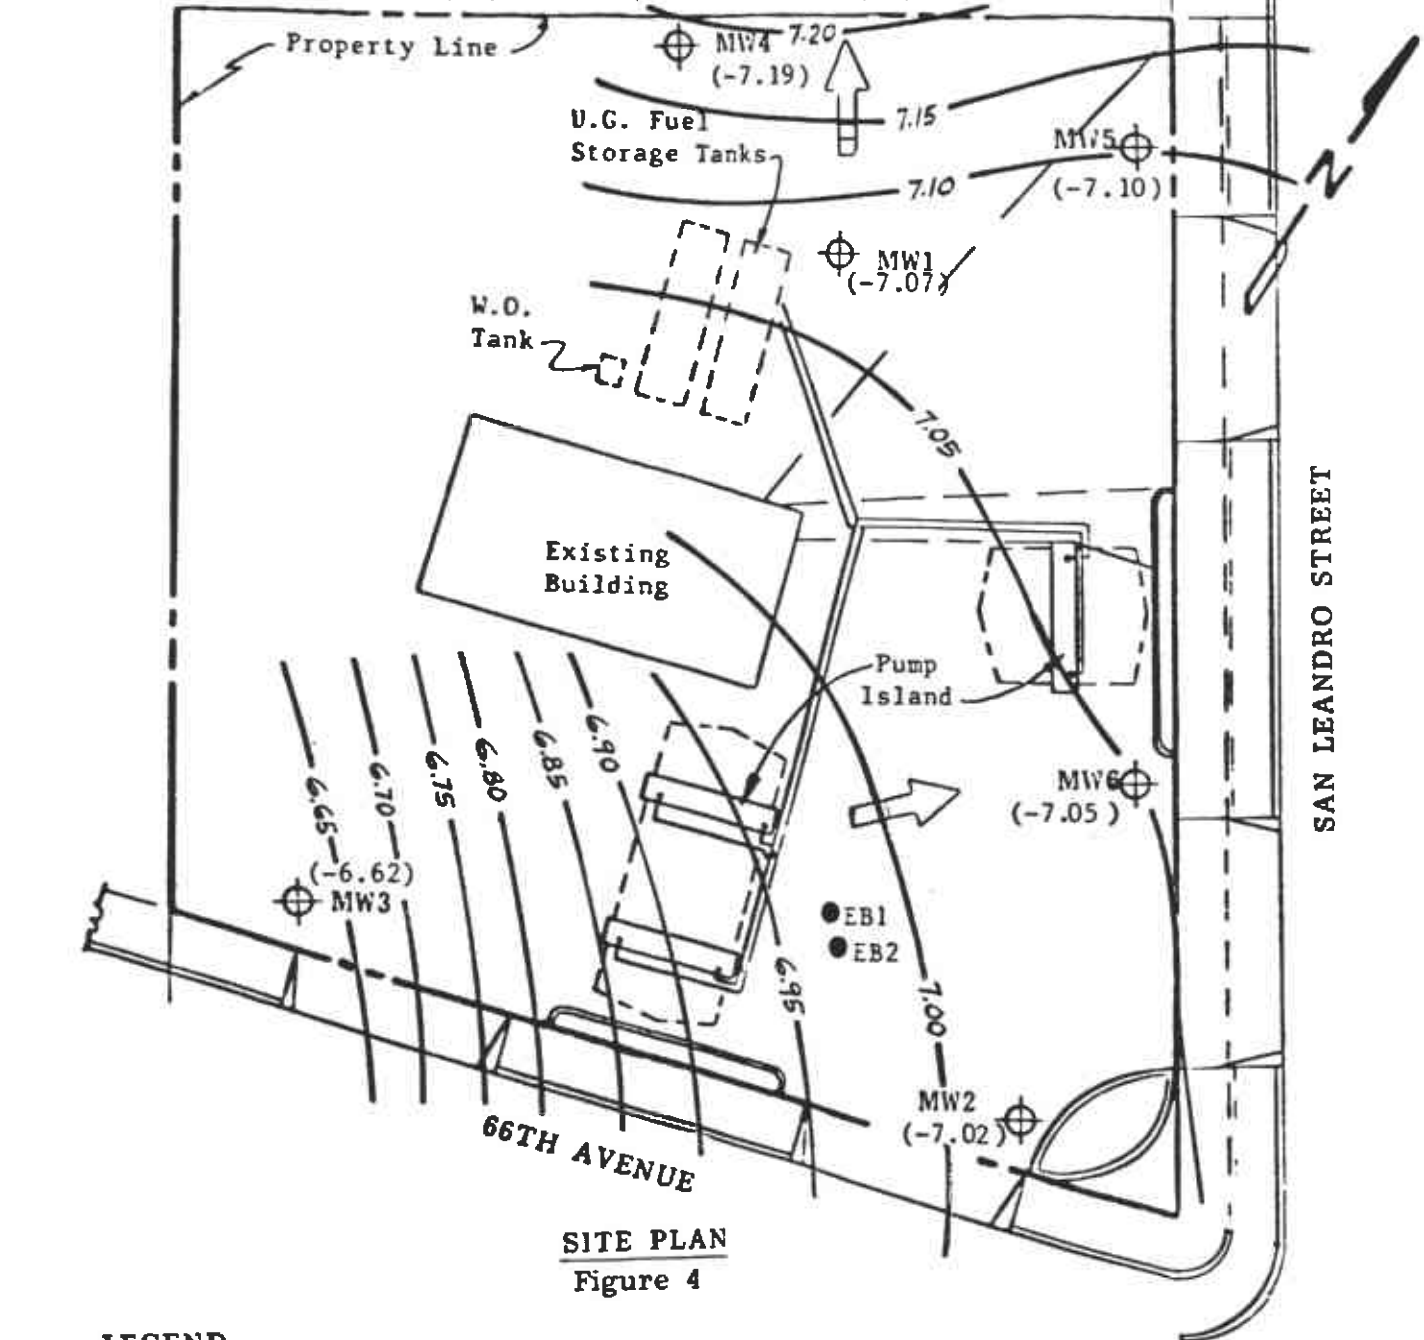 Property Line
MW4
7.20
(-7.19)
7.15
U.G. Fuel
Storage Tanks
MW5
(-7.10)
7.10
N
MW1
(-7.07)
W.O.
Tank
7.05
Existing
Building
SAN LEANDRO STREET
Pump
Island
6.65
6.70
6.75
6.80
6.85
6.90
MW6
(-7.05)
(-6.62)
MW3
EB1
EB2
6.95
7.00
MW2
(-7.02)
66TH AVENUE
SITE PLAN
Figure 4
LEGEND